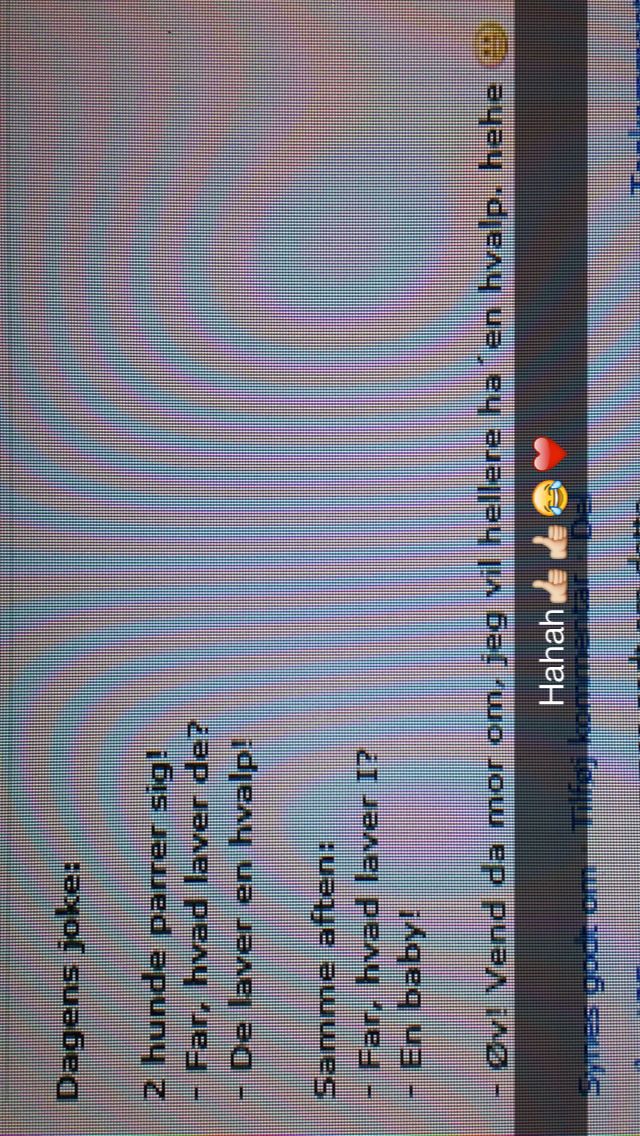 Dagens joke:
2 hunde parrer sig!
- Far, hvad laver de?
- De laver en hvalp!
Samme aften:
- Far, hvad laver I?
- En baby!
- Øv! Vend da mor om, jeg vil hellere ha´en hvalp. hehe 😀
Hahah👍🏼👍🏼😂❤️
Synes godt om Tilføj kommentar Del